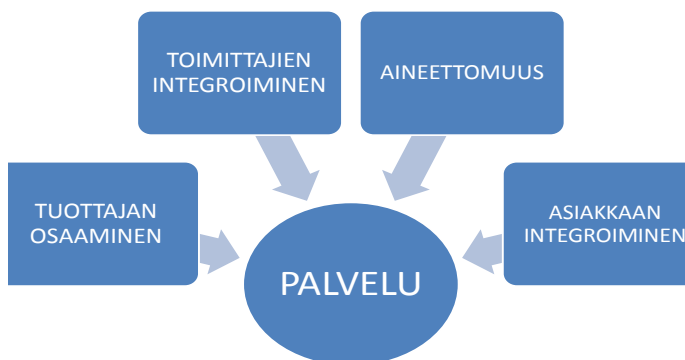 TOIMITTAJIEN
INTEGROIMINEN
AINEETTOMUUS
TUOTTAJAN
OSAAMINEN
ASIAKKAAN
INTEGROIMINEN
PALVELU